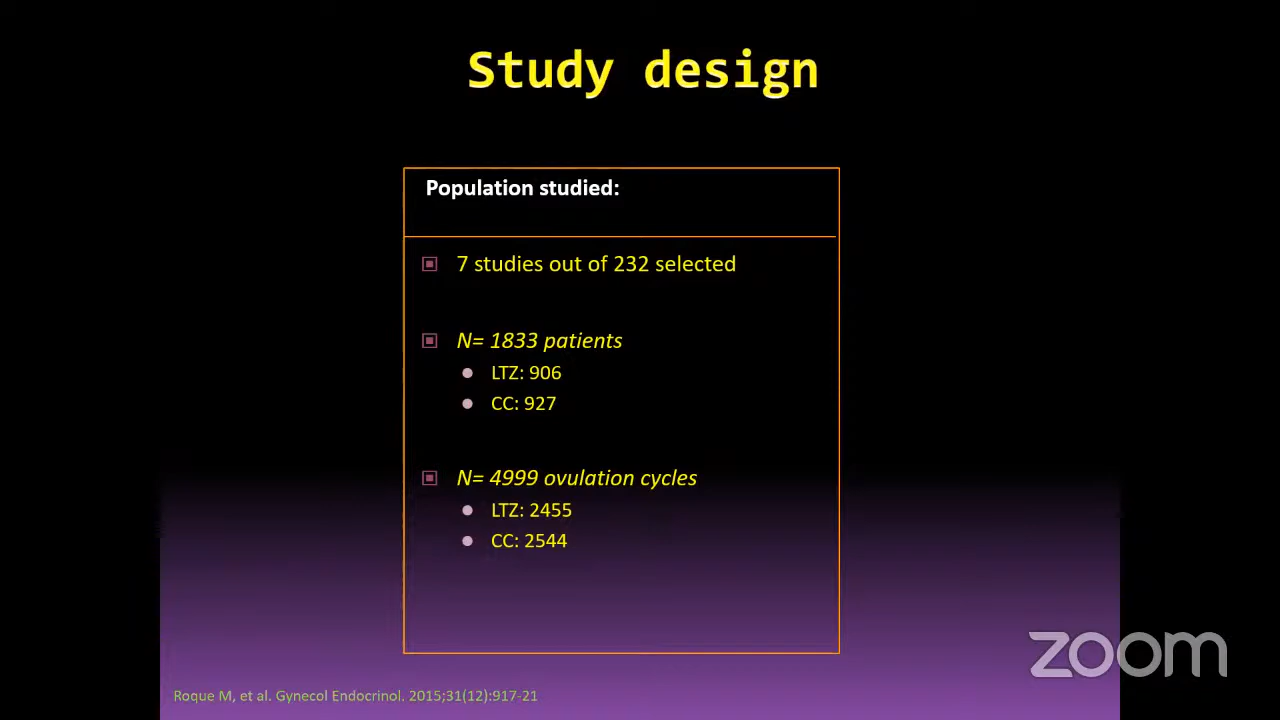 Study design
Population studied:
7 studies out of 232 selected
N= 1833 patients
LTZ: 906
CC: 927
N= 4999 ovulation cycles
LTZ: 2455
CC: 2544
zoom
Roque M, et al. Gynecol Endocrinol. 2015;31(12):917-21